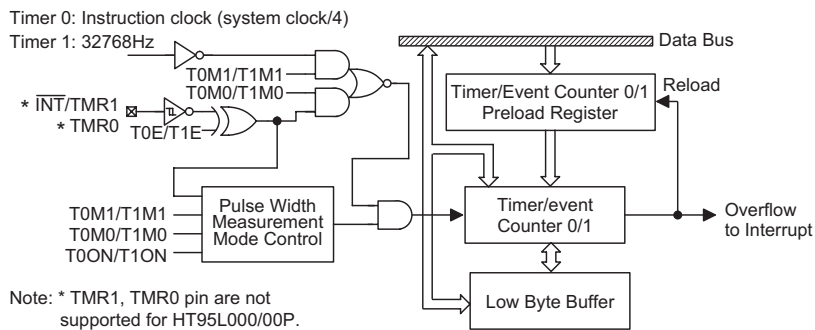 Timer 0: Instruction clock (system clock/4)
Timer 1: 32768Hz
Data Bus
T0M1/T1M1
T0M0/T1M0
Timer/Event Counter 0/1
Preload Register
Reload
* INT/TMR1
* TMR0
T0E/T1E
T0M1/T1M1
T0M0/T1M0
T0ON/T1ON
Pulse Width
Measurement
Mode Control
Timer/event
Counter 0/1
Overflow
to Interrupt
Low Byte Buffer
Note: * TMR1, TMR0 pin are not
supported for HT95L000/00P.